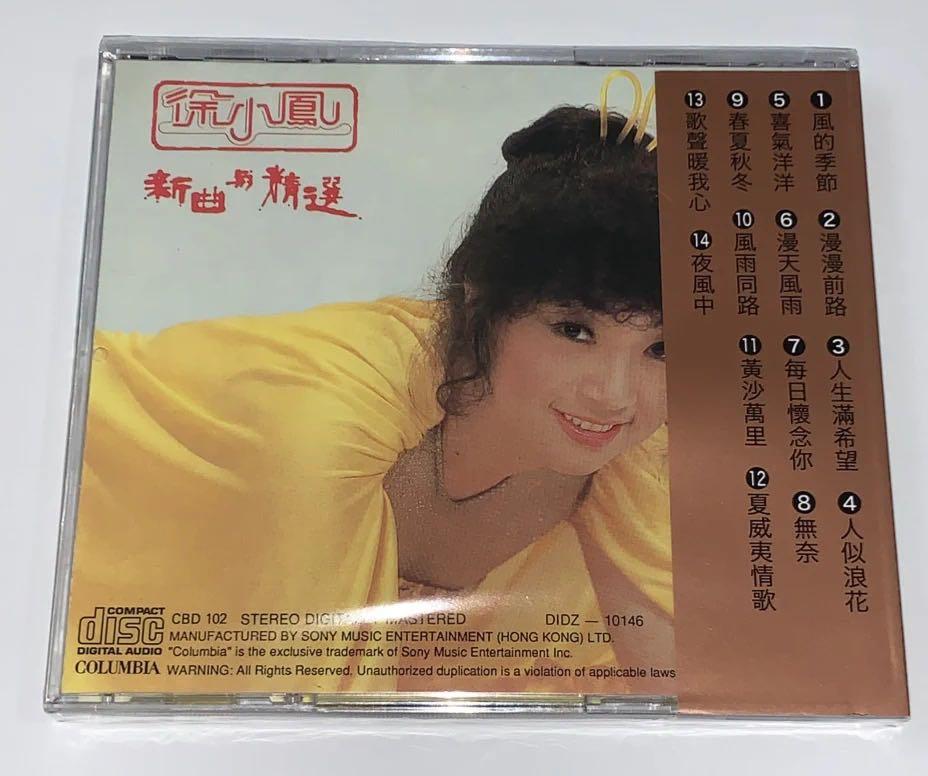 徐小鳳
新曲與精選
❶風的季節 ❷漫漫前路 ❸人生滿希望 ❹人似浪花
❺喜氣洋洋 ❻漫天風雨 ❼每日懷念你 ❽無奈
❾春夏秋冬 ❿風雨同路 ⓫黃沙萬里 ⓬夏威夷情歌
⓭歌聲暖我心 ⓮夜風中
COMPACT
disc
DIGITAL AUDIO
COLUMBIA
CBD 102 STEREO DIGITALLY MASTERED DIDZ — 10146
MANUFACTURED BY SONY MUSIC ENTERTAINMENT (HONG KONG) LTD.
"Columbia" is the exclusive trademark of Sony Music Entertainment Inc.
WARNING: All Rights Reserved. Unauthorized duplication is a violation of applicable laws